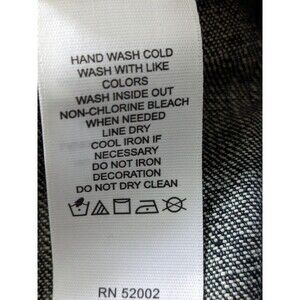 HAND WASH COLD
WASH WITH LIKE
COLORS
WASH INSIDE OUT
NON-CHLORINE BLEACH
WHEN NEEDED
LINE DRY
COOL IRON IF
NECESSARY
DO NOT IRON
DECORATION
DO NOT DRY CLEAN
RN 52002